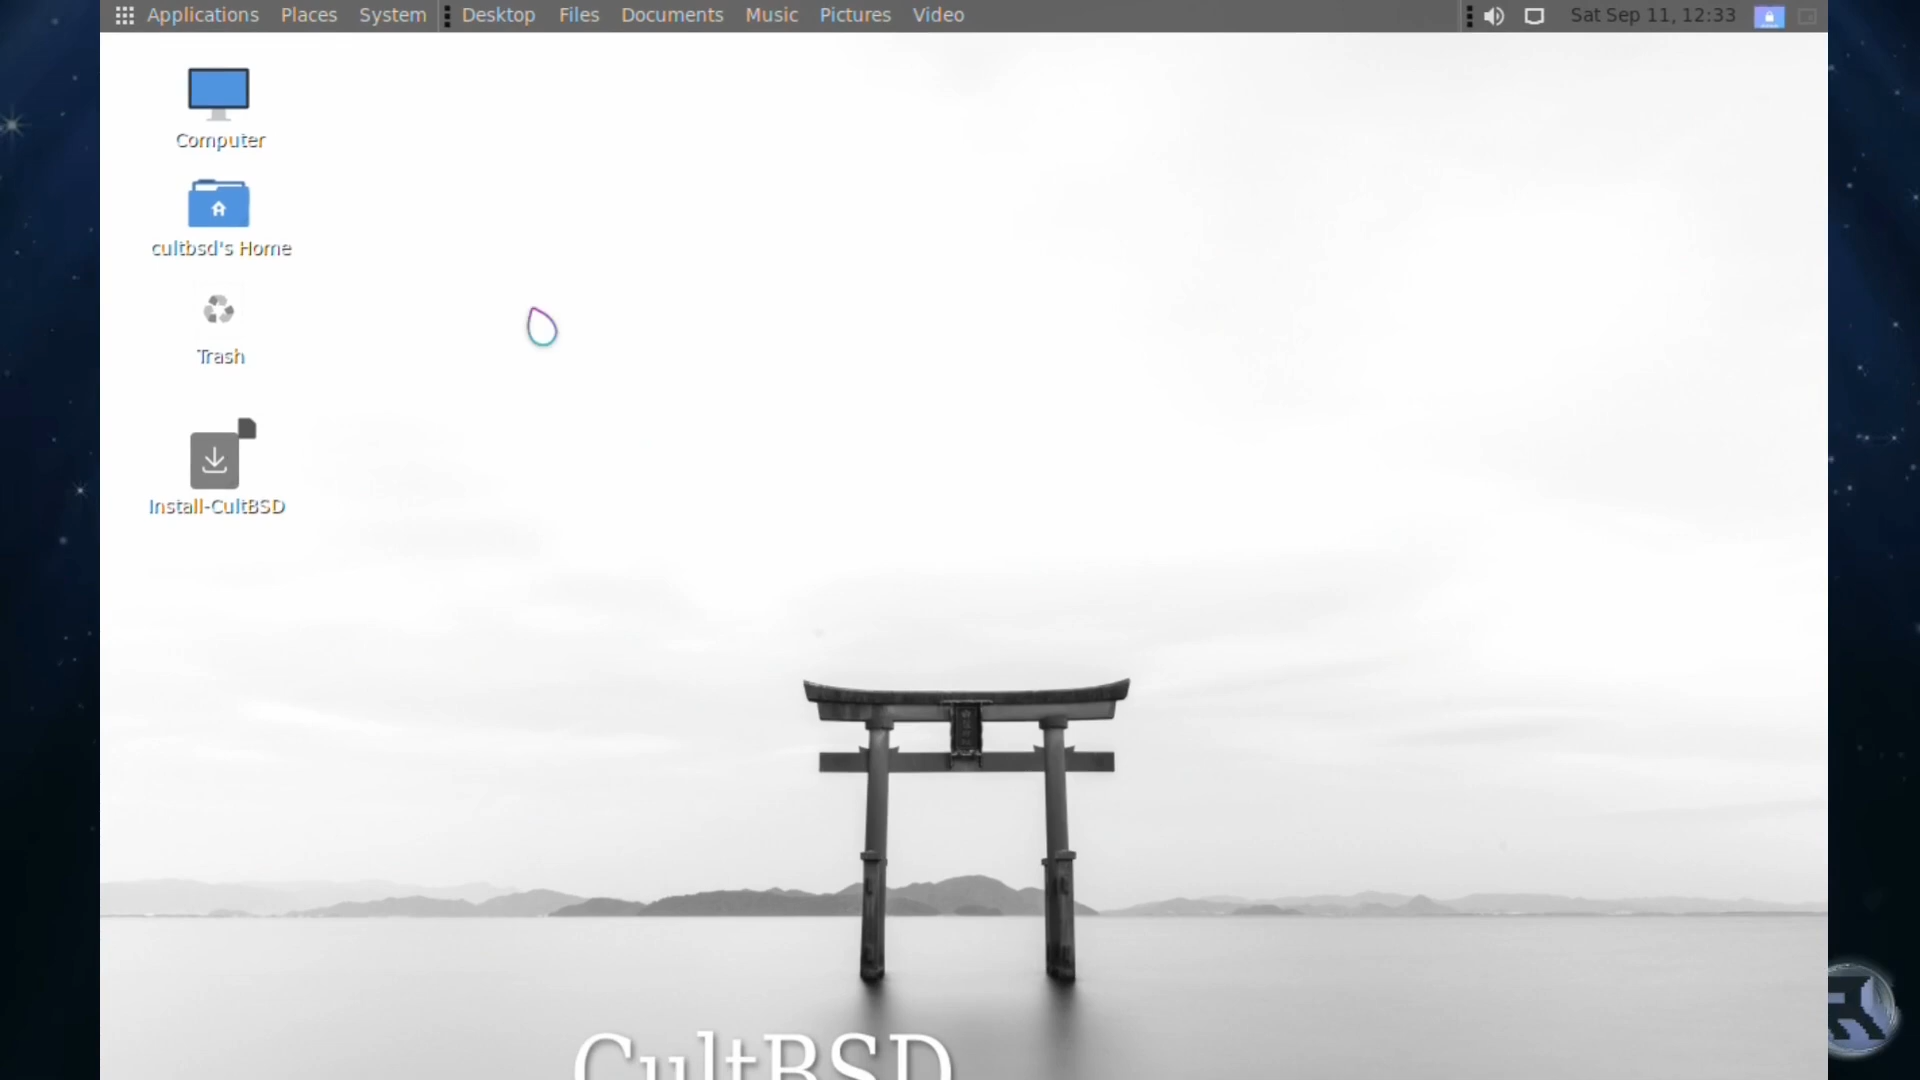 Applications Places System Desktop Files Documents Music Pictures Video Sat Sep 11, 12:33
Computer
cultbsd's Home
Trash
Install-CultBSD
CultBSD